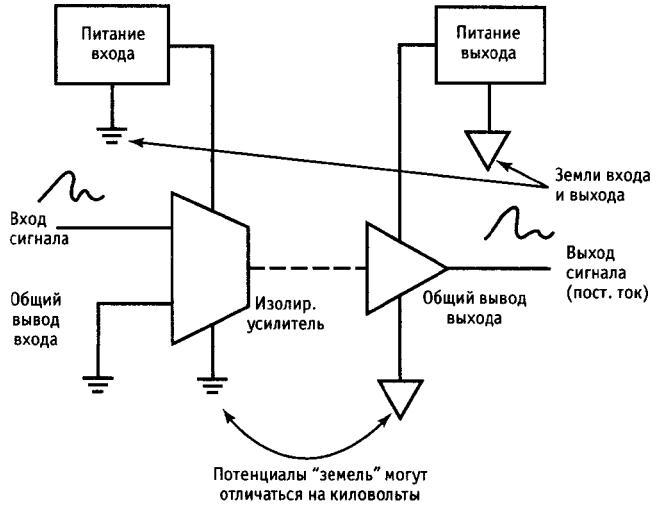 Питание
входа
Питание
выхода
Земли входа
и выхода
Вход
сигнала
Выход
сигнала
(пост. ток)
Общий
вывод
входа
Изолир.
усилитель
Общий вывод
выхода
Потенциалы “земель” могут
отличаться на киловольты